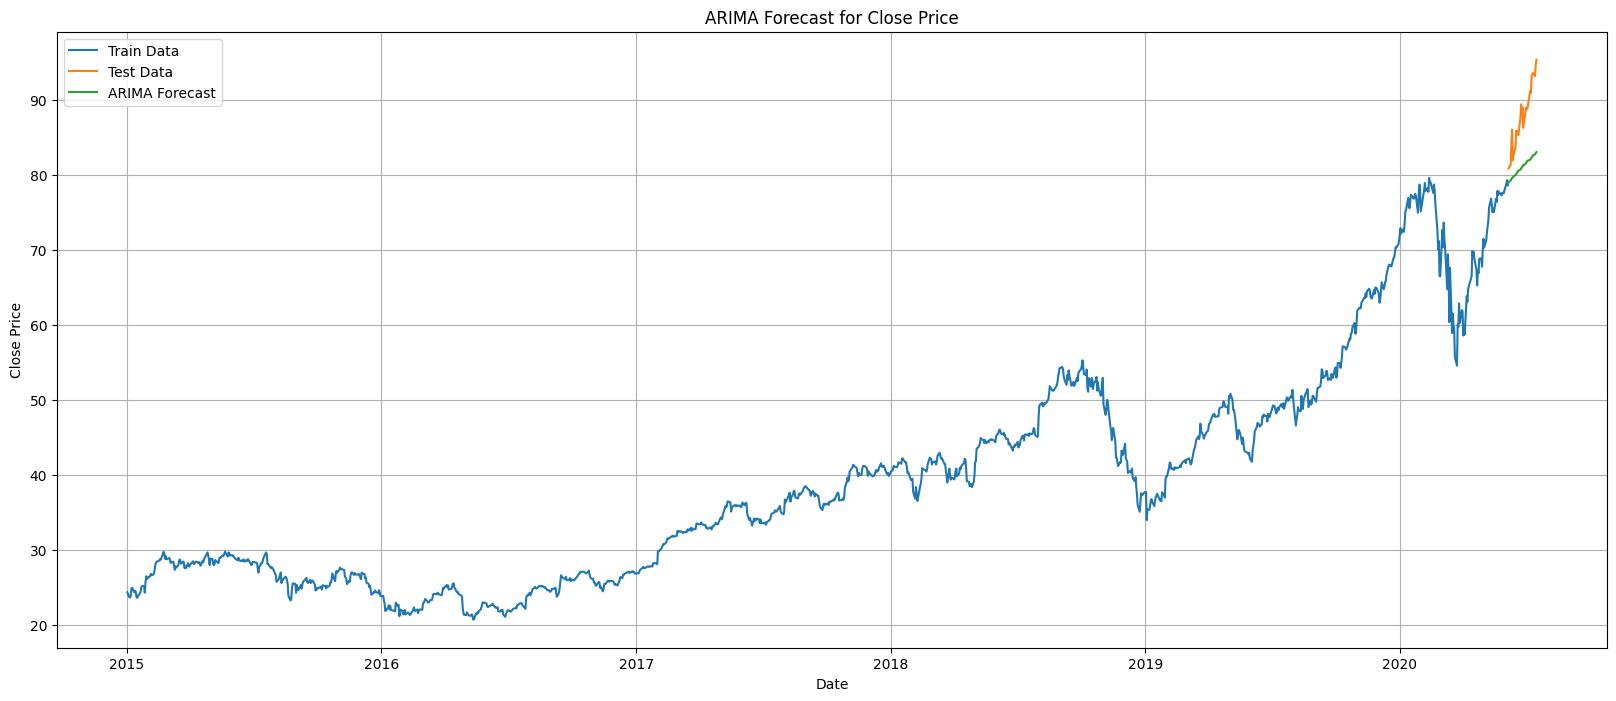 ARIMA Forecast for Close Price
Train Data
Test Data
ARIMA Forecast
90
80
70
60
50
40
30
20
Close Price
2015 2016 2017 2018 2019 2020
Date